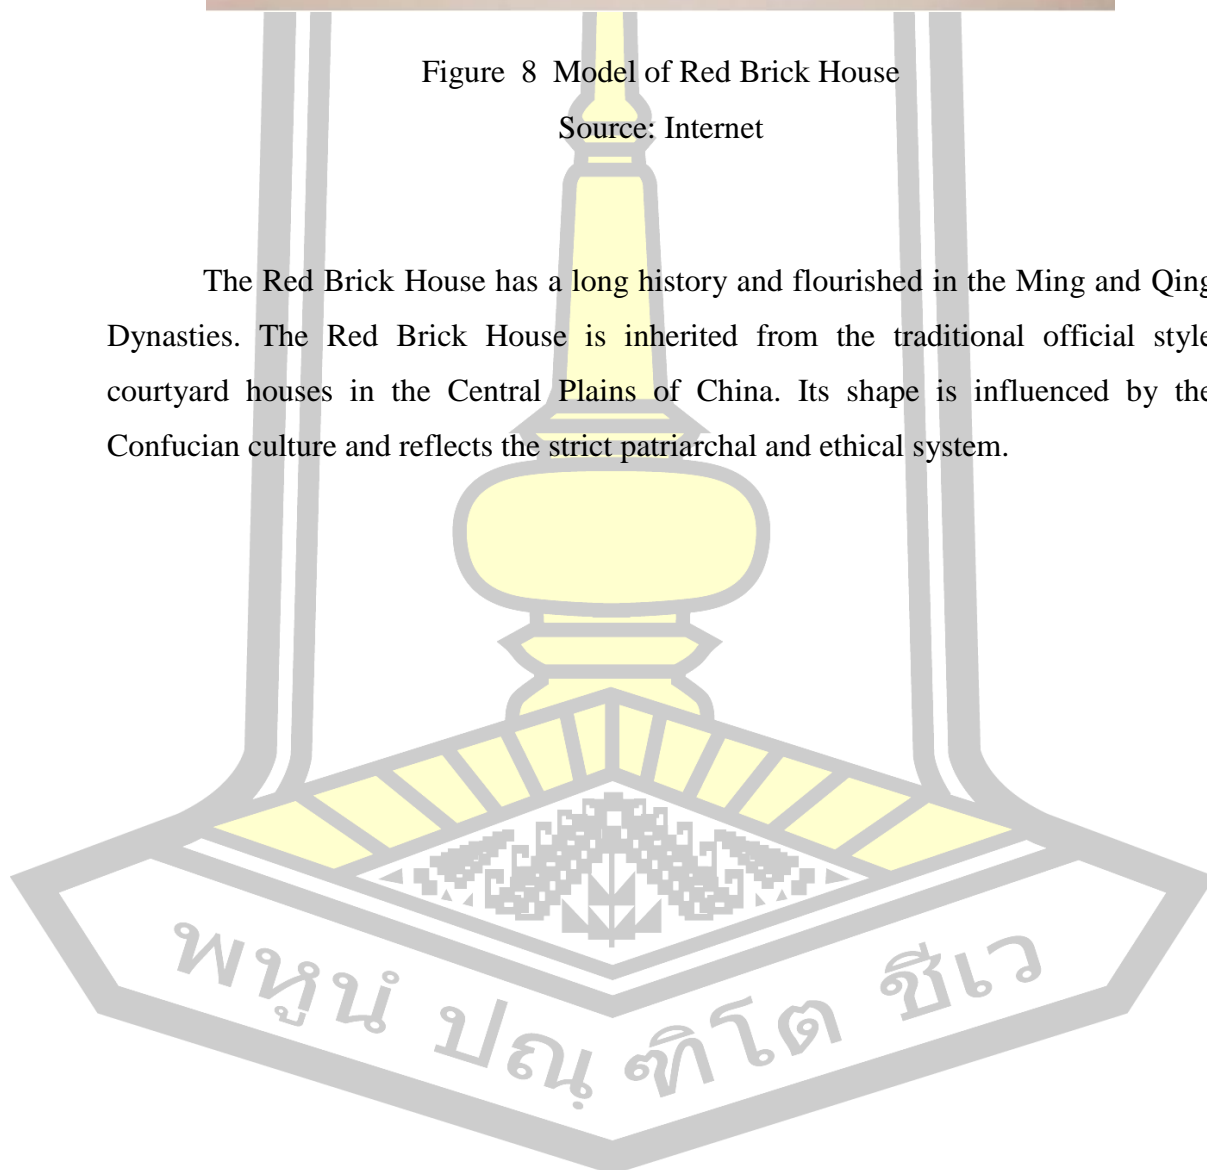 Figure 8 Model of Red Brick House
Source: Internet
The Red Brick House has a long history and flourished in the Ming and Qing
Dynasties. The Red Brick House is inherited from the traditional official style
courtyard houses in the Central Plains of China. Its shape is influenced by the
Confucian culture and reflects the strict patriarchal and ethical system.
พหูนํ ปณฺฑิโต ชีเว